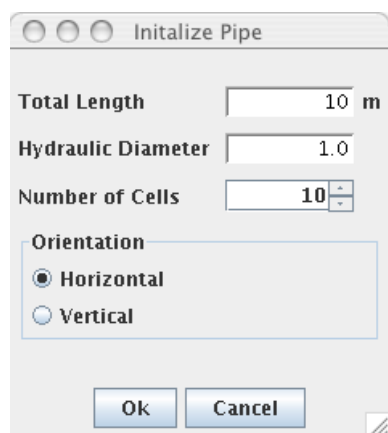 Initalize Pipe
Total Length 10 m
Hydraulic Diameter 1.0
Number of Cells 10
Orientation
Horizontal
Vertical
Ok Cancel